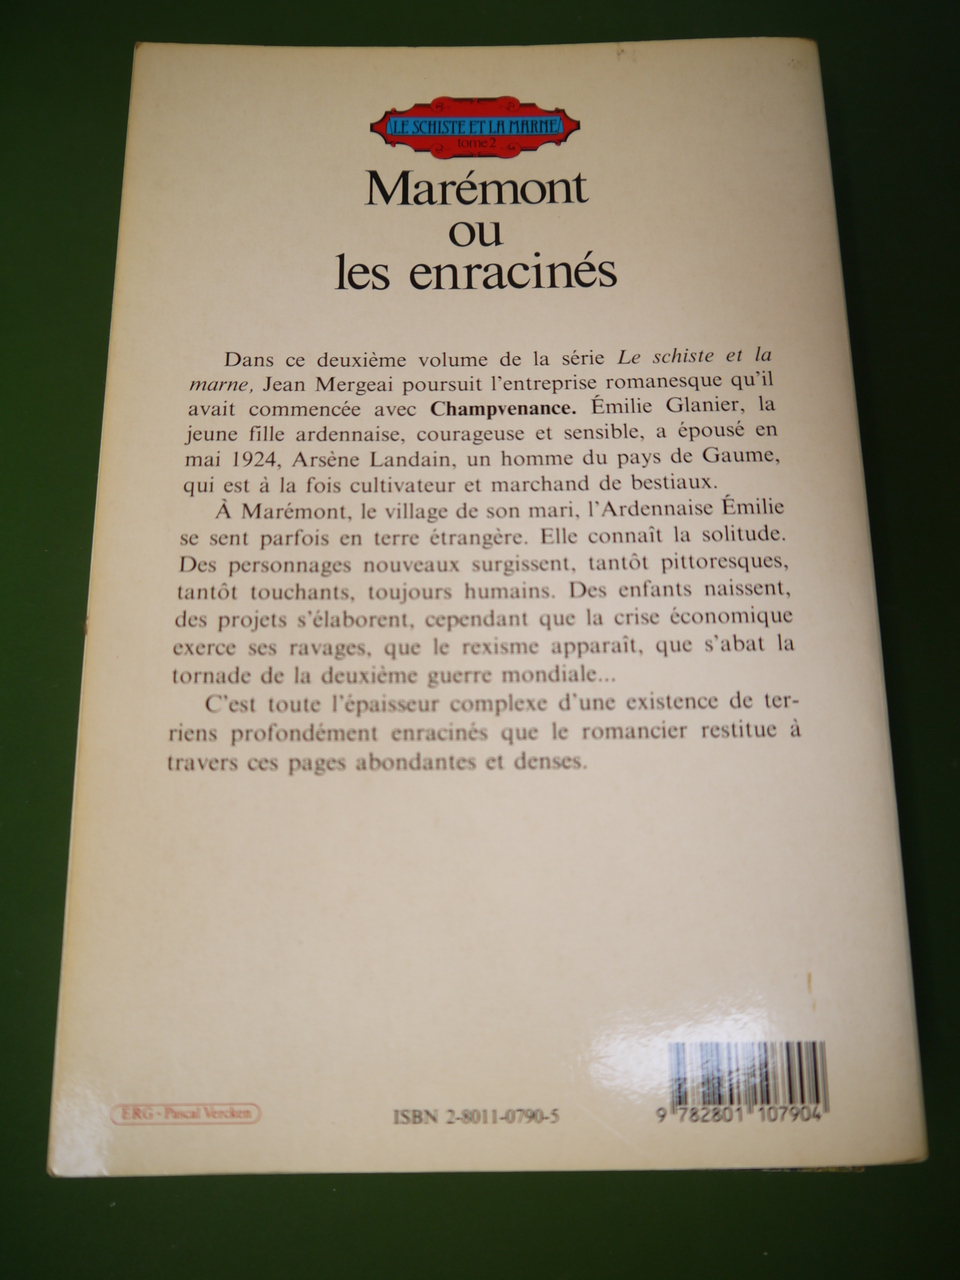 LE SCHISTE ET LA MARNE
tome 2
Marémont
ou
les enracinés
Dans ce deuxième volume de la série Le schiste et la
marne, Jean Mergeai poursuit l'entreprise romanesque qu'il
avait commencée avec Champvenance. Émilie Glanier, la
jeune fille ardennaise, courageuse et sensible, a épousé en
mai 1924, Arsène Landain, un homme du pays de Gaume,
qui est à la fois cultivateur et marchand de bestiaux.
À Marémont, le village de son mari, l'Ardennaise Émilie
se sent parfois en terre étrangère. Elle connaît la solitude.
Des personnages nouveaux surgissent, tantôt pittoresques,
tantôt touchants, toujours humains. Des enfants naissent,
des projets s'élaborent, cependant que la crise économique
exerce ses ravages, que le rexisme apparaît, que s'abat la
tornade de la deuxième guerre mondiale...
C'est toute l'épaisseur complexe d'une existence de ter-
riens profondément enracinés que le romancier restitue à
travers ces pages abondantes et denses.
ERG - Pascal Vercken
ISBN 2-8011-0790-5
9 782801 107904